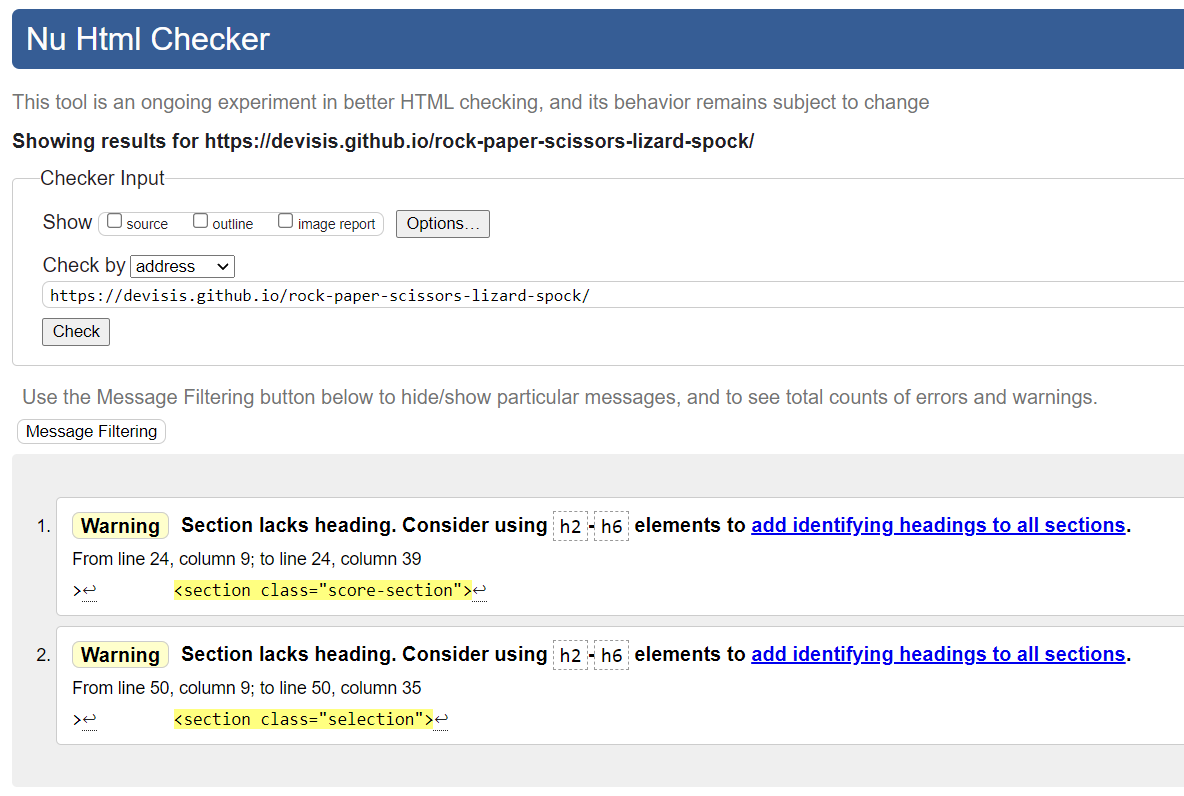 Nu Html Checker
This tool is an ongoing experiment in better HTML checking, and its behavior remains subject to change
Showing results for https://devisis.github.io/rock-paper-scissors-lizard-spock/
Checker Input
Show source outline image report Options...
Check by address
https://devisis.github.io/rock-paper-scissors-lizard-spock/
Check
Use the Message Filtering button below to hide/show particular messages, and to see total counts of errors and warnings.
Message Filtering
1. Warning Section lacks heading. Consider using h2-h6 elements to add identifying headings to all sections.
From line 24, column 9; to line 24, column 39
>↩ <section class="score-section">↩
2. Warning Section lacks heading. Consider using h2-h6 elements to add identifying headings to all sections.
From line 50, column 9; to line 50, column 35
>↩ <section class="selection">↩